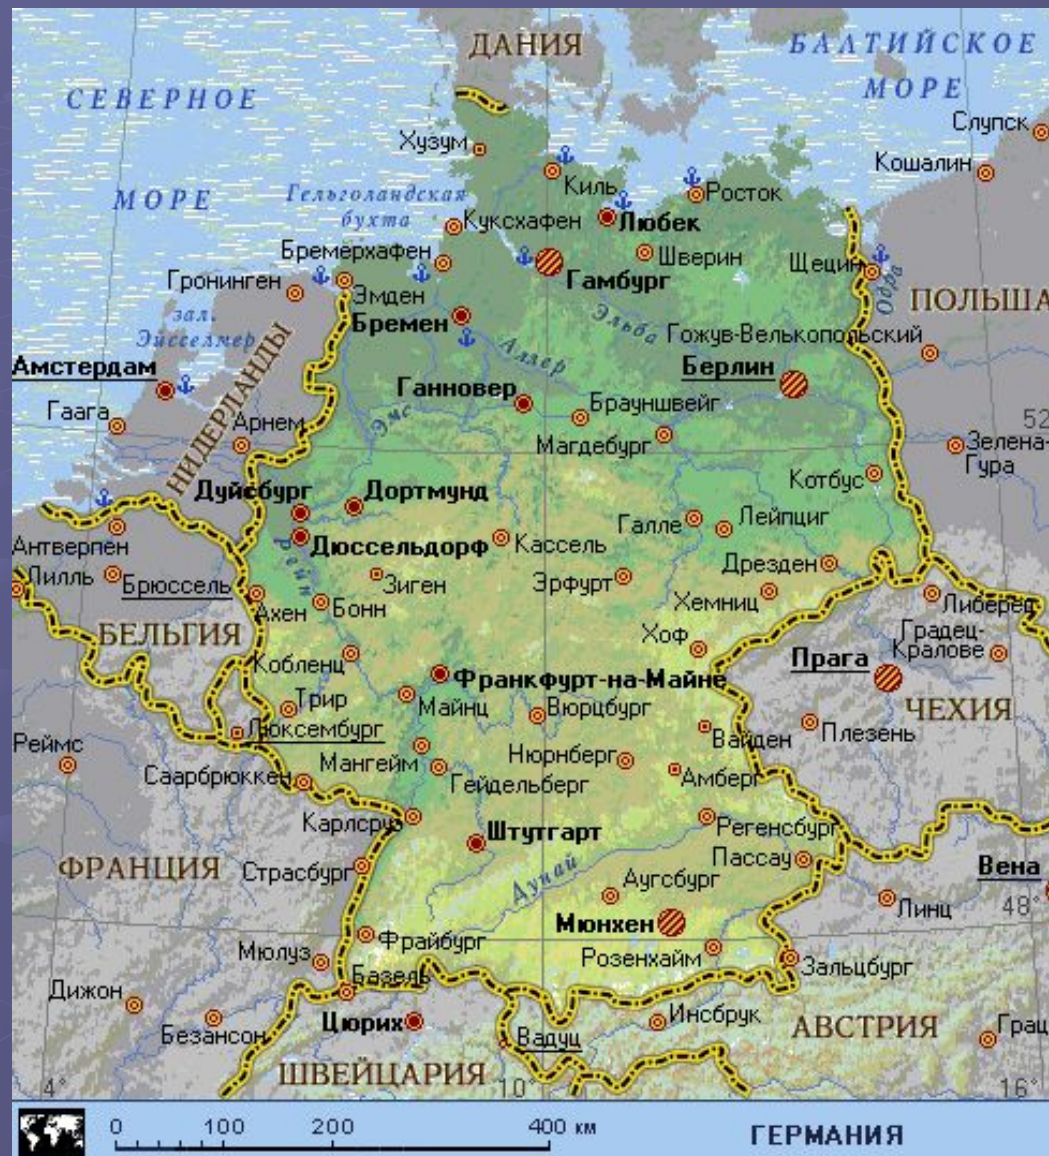 ДАНИЯ
БАЛТИЙСКОЕ
МОРЕ
СЕВЕРНОЕ
МОРЕ
Слупск
Хузум
Кошалин
Киль
Росток
Гельголандская
бухта
Куксхафен
Любек
Бремерхафен
Шверин
Щецин
Гронинген
Эмден
Гамбург
Одра
ПОЛЬША
зал.
Эйсселмер
Бремен
Эльба
Гожув-Велькопольский
Аллер
НИДЕРЛАНДЫ
Амстердам
Берлин
Ганновер
Гаага
Эмс
Брауншвейг
Арнем
Магдебург
52
Зелена-
Гура
Котбус
Дуйсбург
Дортмунд
Галле
Лейпциг
Антверпен
Рейн
Дюссельдорф
Кассель
Лилль
Брюссель
Зиген
Эрфурт
Дрезден
Ахен
Бонн
Хемниц
Либерец
БЕЛЬГИЯ
Хоф
Градец-
Кралове
Кобленц
Прага
Франкфурт-на-Майне
Трир
Майнц
Вюрцбург
ЧЕХИЯ
Люксембург
Вайден
Плезень
Реймс
Мангейм
Нюрнберг
Саарбрюккен
Гейдельберг
Амберг
Карлсруэ
Регенсбург
Штутгарт
ФРАНЦИЯ
Страсбург
Дунай
Пассау
Вена
Аугсбург
Линц
48°
Мюнхен
Фрайбург
Мюлуз
Розенхайм
Зальцбург
Базель
Дижон
Безансон
Цюрих
Инсбрук
АВСТРИЯ
Грац
Вадуц
ШВЕЙЦАРИЯ
4°
10°
16°
0 100 200 400 км
ГЕРМАНИЯ